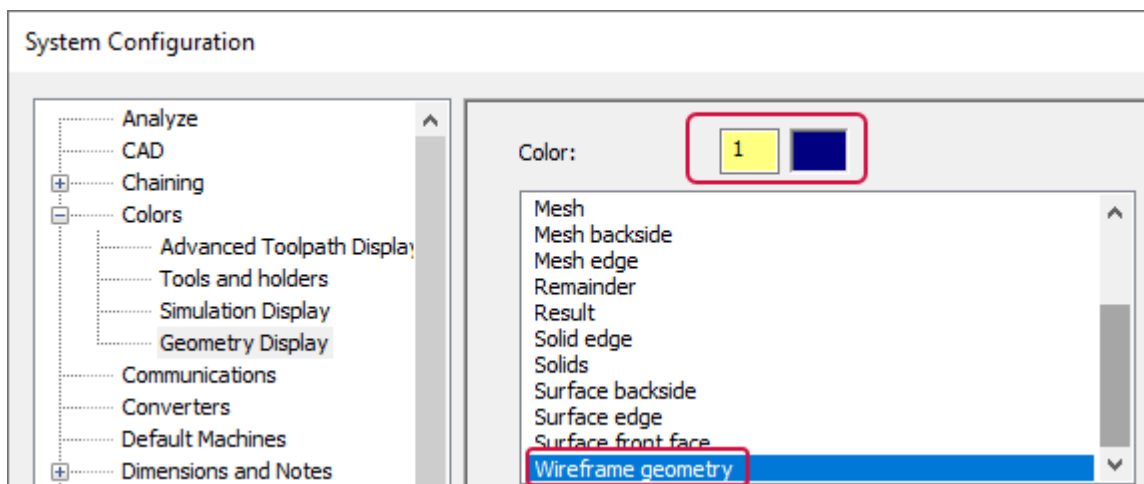 System Configuration
Analyze
CAD
Chaining
Colors
Advanced Toolpath Display
Tools and holders
Simulation Display
Geometry Display
Communications
Converters
Default Machines
Dimensions and Notes
Color:
1
Mesh
Mesh backside
Mesh edge
Remainder
Result
Solid edge
Solids
Surface backside
Surface edge
Surface front face
Wireframe geometry